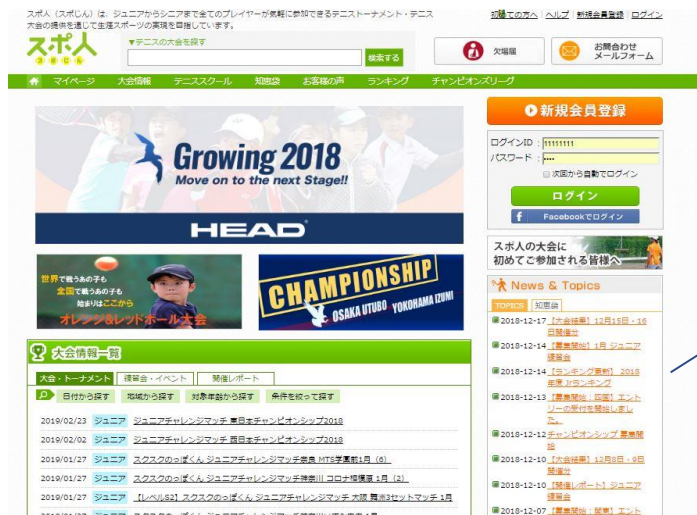 スポ人（スポじん）は、ジュニアからシニアまで全てのプレイヤーが気軽に参加できるテニストーナメント・テニス
大会の提供を通じて生涯スポーツの実現を目指しています。
初めての方へ ヘルプ 新規会員登録 ログイン
スポ人
スポじん
▼テニスの大会を探す
検索する
欠場届
お問合わせ
メールフォーム
マイページ 大会情報 テニススクール 知恵袋 お客様の声 ランキング チャンピオンズリーグ
Growing 2018
Move on to the next Stage!!
HEAD
世界で戦うあの子も
全国で戦うあの子も
始まりはここから
オレンジ&レッドボール大会
CHAMPIONSHIP
OSAKA UTUBO YOKOHAMA IZUMI
大会情報一覧
大会・トーナメント 練習会・イベント 開催レポート
日付から探す 地域から探す 対象年齢から探す 条件を絞って探す
2019/02/23 ジュニア ジュニアチャレンジマッチ 東日本チャンピオンシップ2018
2019/02/02 ジュニア ジュニアチャレンジマッチ 西日本チャンピオンシップ2018
2019/01/27 ジュニア スクスクのっぽくん ジュニアチャレンジマッチ奈良 MTS学園前1月（6）
2019/01/27 ジュニア スクスクのっぽくん ジュニアチャレンジマッチ神奈川 コロナ相模原 1月（2）
2019/01/27 ジュニア 【レベルS2】スクスクのっぽくん ジュニアチャレンジマッチ 大阪 舞洲3セットマッチ 1月
新規会員登録
ログインID : 11111111
パスワード : ••••
次回から自動でログイン
ログイン
Facebookでログイン
スポ人の大会に
初めてご参加される皆様へ
News & Topics
TOPICS 知恵袋
2018-12-17 【大会結果】12月15日・16
日開催分
2018-12-14 【募集開始】1月 ジュニア
練習会
2018-12-14 【ランキング更新】 2018
年度 Jrランキング
2018-12-13 【募集開始：四国】エント
リーの受付を開始しまし
た。
2018-12-12 チャンピオンシップ 募集開
始
2018-12-10 【大会結果】12月8日・9日
開催分
2018-12-10 【開催レポート】ジュニア
練習会
2018-12-07 【募集開始：関東】エント